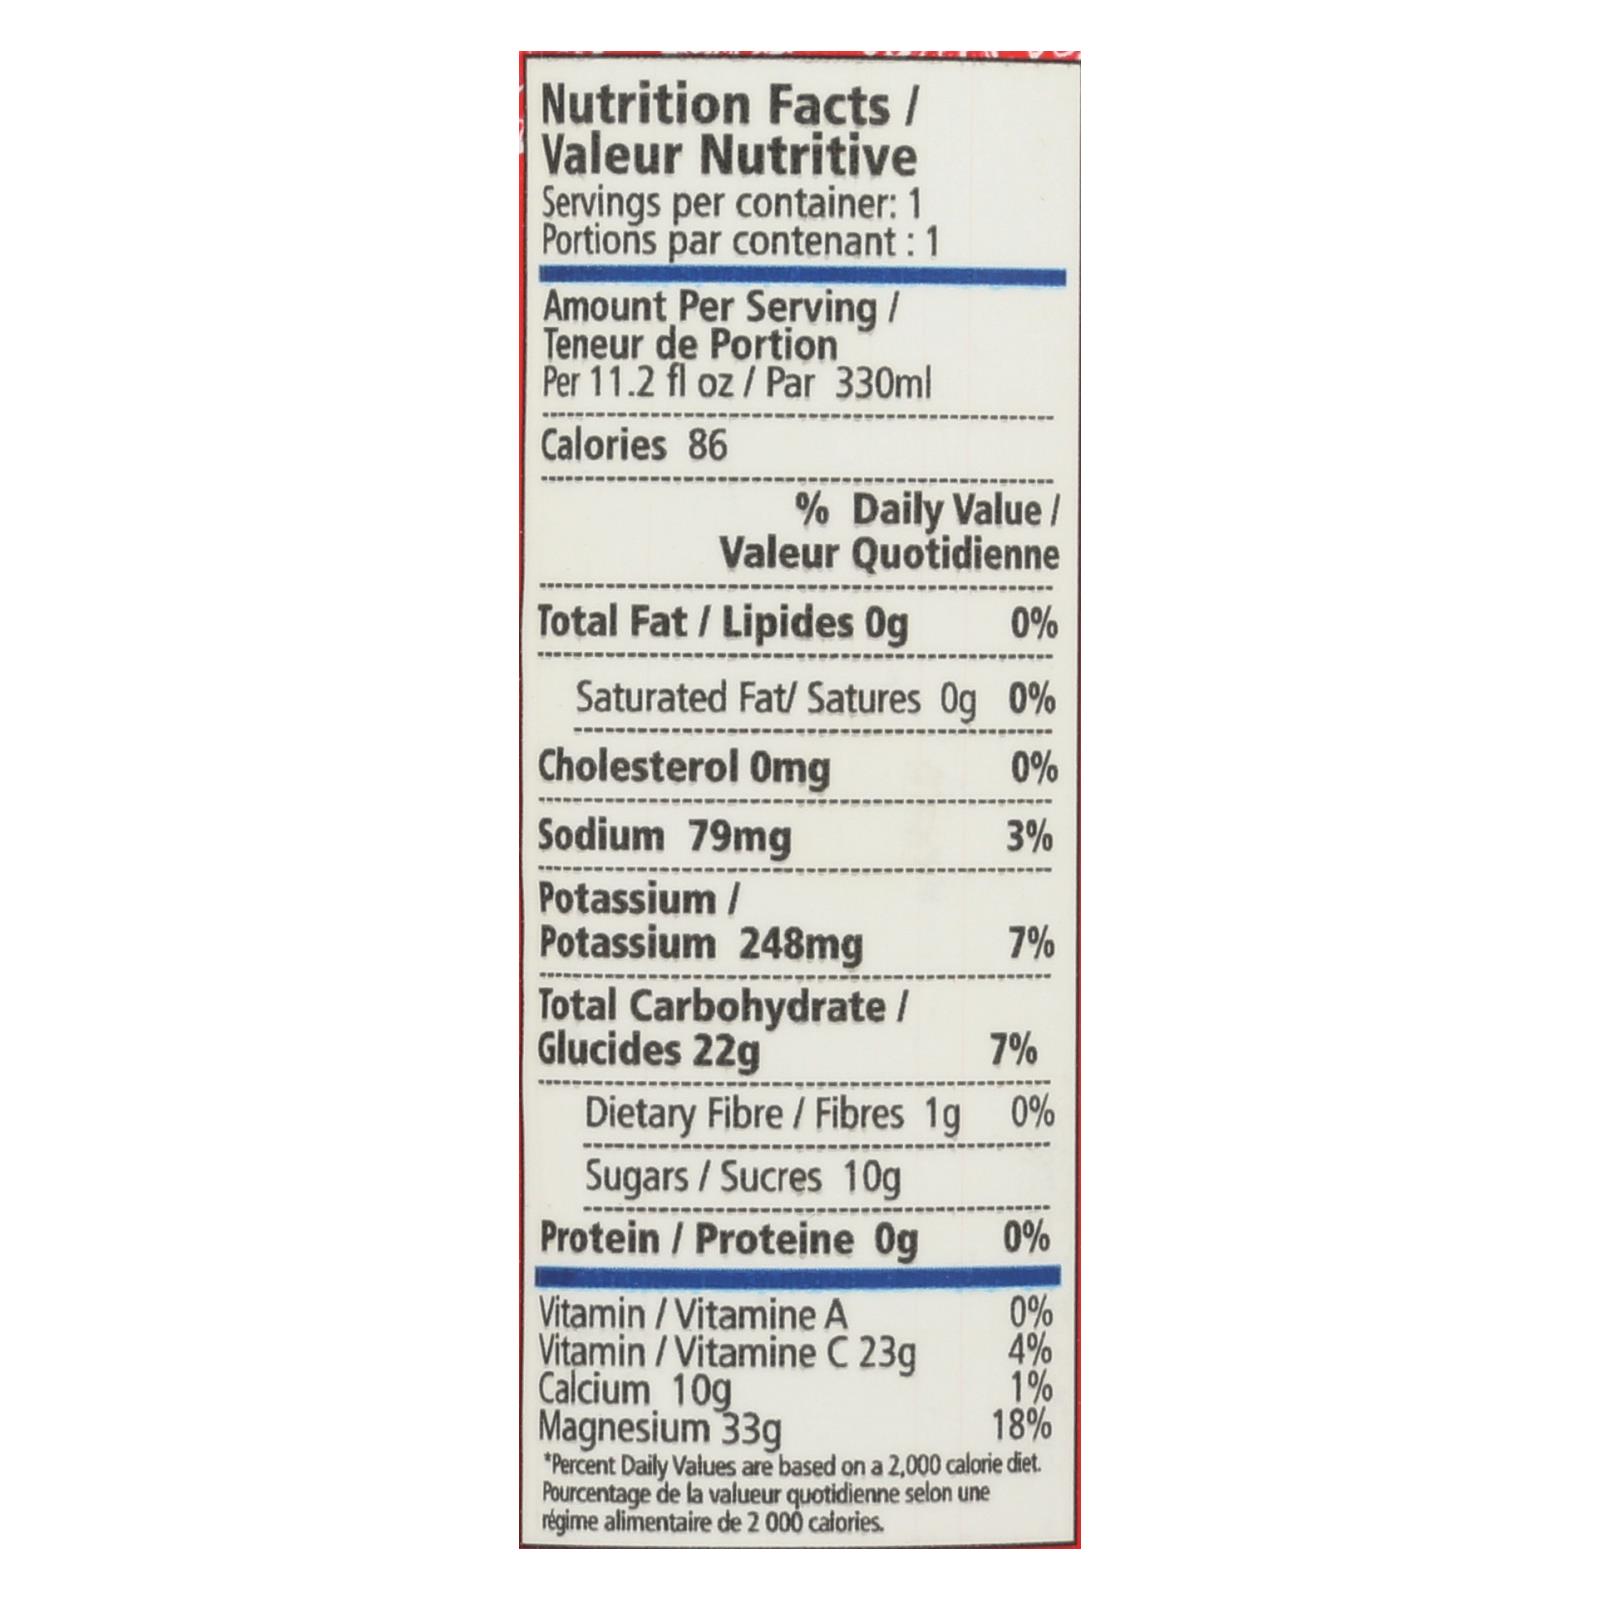 Nutrition Facts /
Valeur Nutritive
Servings per container: 1
Portions par contenant : 1
Amount Per Serving /
Teneur de Portion
Per 11.2 fl oz / Par 330ml
Calories 86
% Daily Value /
Valeur Quotidienne
Total Fat / Lipides 0g 0%
Saturated Fat/ Satures 0g 0%
Cholesterol 0mg 0%
Sodium 79mg 3%
Potassium /
Potassium 248mg 7%
Total Carbohydrate /
Glucides 22g 7%
Dietary Fibre / Fibres 1g 0%
Sugars / Sucres 10g
Protein / Proteine 0g 0%
Vitamin / Vitamine A 0%
Vitamin / Vitamine C 23g 4%
Calcium 10g 1%
Magnesium 33g 18%
*Percent Daily Values are based on a 2,000 calorie diet.
Pourcentage de la valueur quotidienne selon une
régime alimentaire de 2 000 calories.